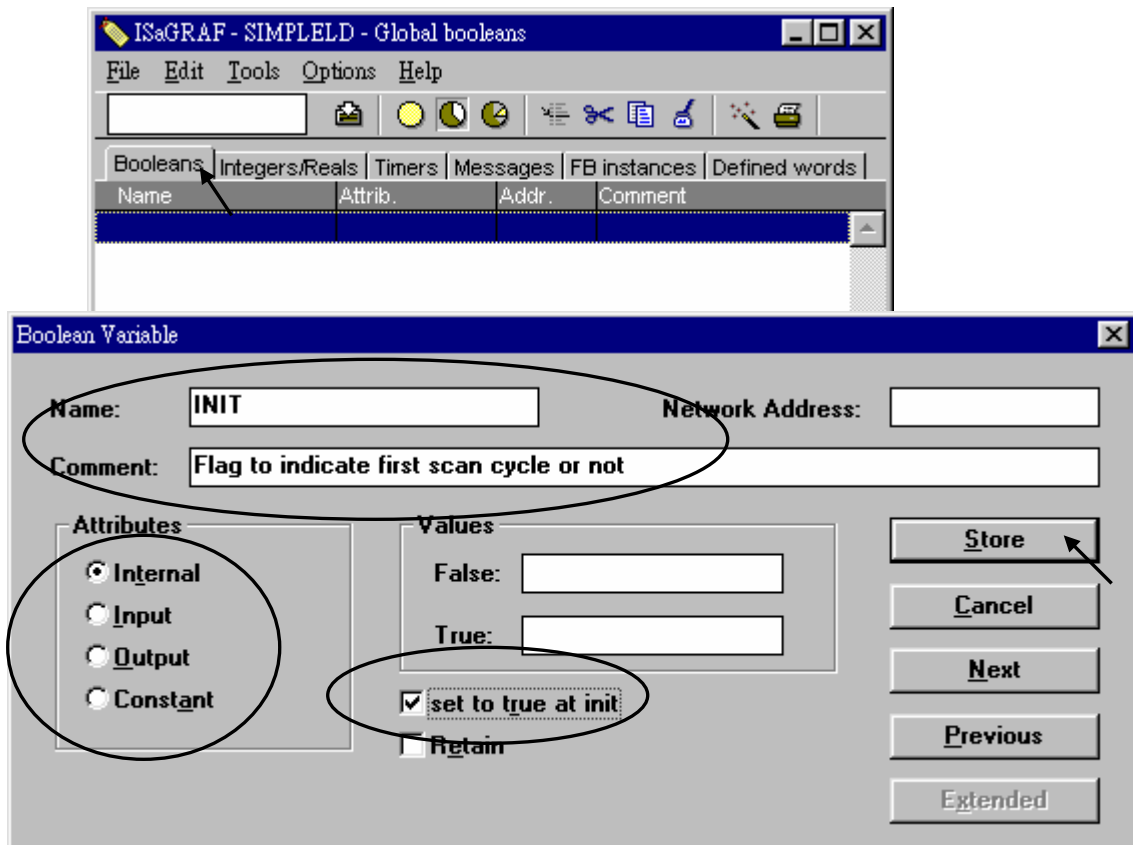 ISaGRAF - SIMPLELD - Global booleans
File Edit Tools Options Help
Booleans Integers/Reals Timers Messages FB instances Defined words
Name Attrib. Addr. Comment
Boolean Variable
Name: INIT Network Address:
Comment: Flag to indicate first scan cycle or not
Attributes Values
Store
Internal False:
Input Cancel
True:
Output
Next
Constant set to true at init
Retain Previous
Extended